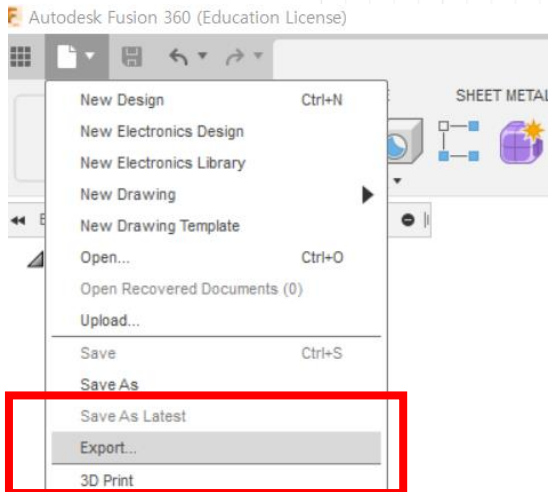 Autodesk Fusion 360 (Education License)
New Design Ctrl+N
SHEET METAL
New Electronics Design
New Electronics Library
New Drawing
New Drawing Template
Open... Ctrl+O
Open Recovered Documents (0)
Upload...
Save Ctrl+S
Save As
Save As Latest
Export...
3D Print